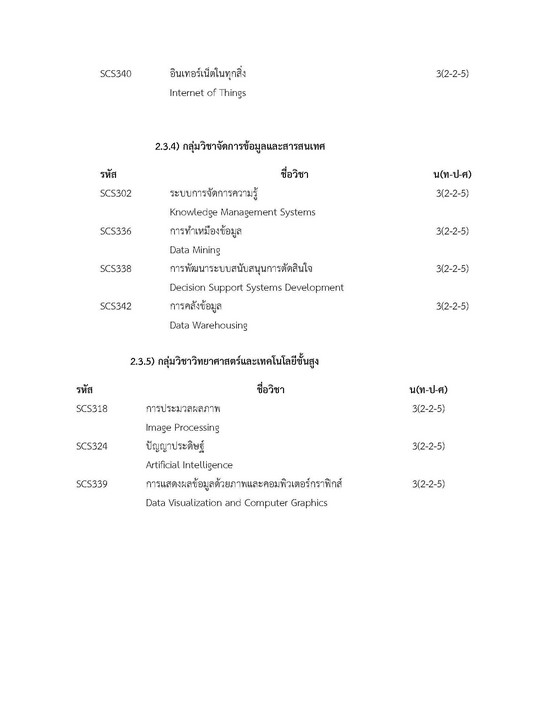 SCS340 อินเทอร์เน็ตในทุกสิ่ง 3(2-2-5)
Internet of Things
2.3.4) กลุ่มวิชาจัดการข้อมูลและสารสนเทศ
รหัส ชื่อวิชา น(ท-ป-ศ)
SCS302 ระบบการจัดการความรู้ 3(2-2-5)
Knowledge Management Systems
SCS336 การทำเหมืองข้อมูล 3(2-2-5)
Data Mining
SCS338 การพัฒนาระบบสนับสนุนการตัดสินใจ 3(2-2-5)
Decision Support Systems Development
SCS342 การคลังข้อมูล 3(2-2-5)
Data Warehousing
2.3.5) กลุ่มวิชาวิทยาศาสตร์และเทคโนโลยีขั้นสูง
รหัส ชื่อวิชา น(ท-ป-ศ)
SCS318 การประมวลผลภาพ 3(2-2-5)
Image Processing
SCS324 ปัญญาประดิษฐ์ 3(2-2-5)
Artificial Intelligence
SCS339 การแสดงผลข้อมูลด้วยภาพและคอมพิวเตอร์กราฟิกส์ 3(2-2-5)
Data Visualization and Computer Graphics